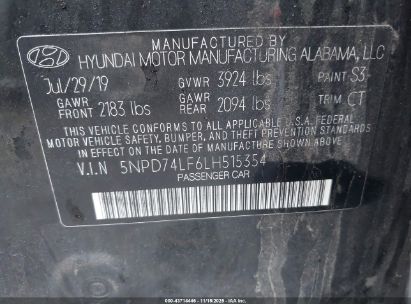 MANUFACTURED BY
HYUNDAI MOTOR MANUFACTURING ALABAMA, LLC
Jul/29/19 GVWR 3924 lbs PAINT S3
GAWR FRONT 2183 lbs GAWR REAR 2094 lbs TRIM CT
THIS VEHICLE CONFORMS TO ALL APPLICABLE U.S.A. FEDERAL
MOTOR VEHICLE SAFETY, BUMPER, AND THEFT PREVENTION STANDARDS
IN EFFECT ON THE DATE OF MANUFACTURE SHOWN ABOVE.
V.I.N 5NPD74LF6LH515354
PASSENGER CAR